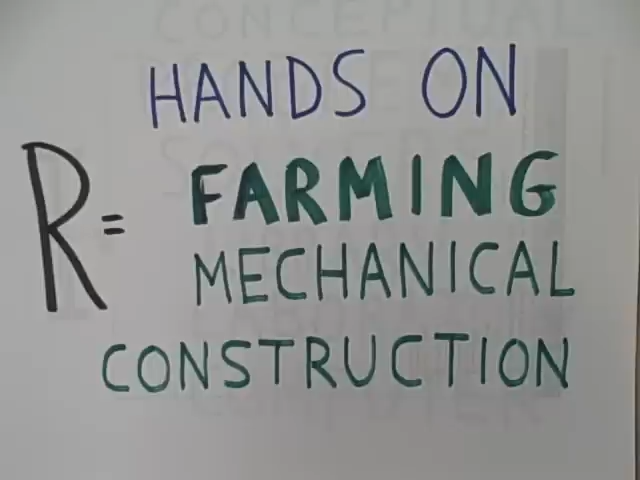 HANDS ON
R = FARMING
MECHANICAL
CONSTRUCTION